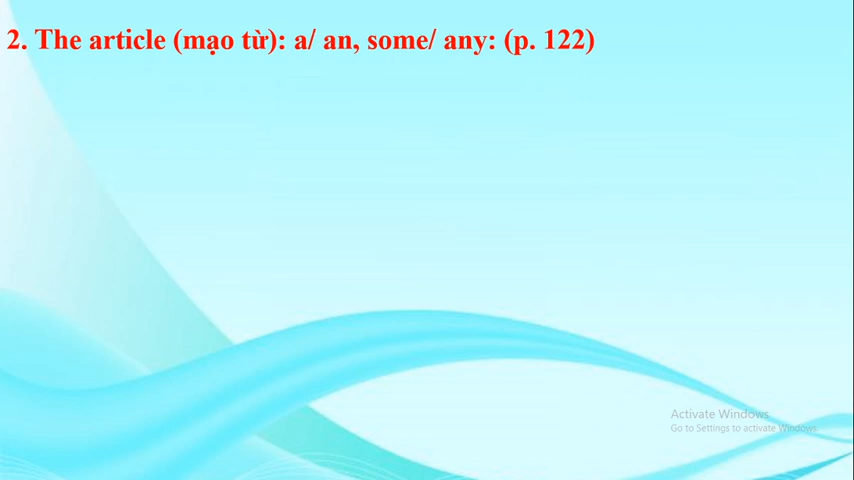 2. The article (mạo từ): a/ an, some/ any: (p. 122)
Activate Windows
Go to Settings to activate Windows.